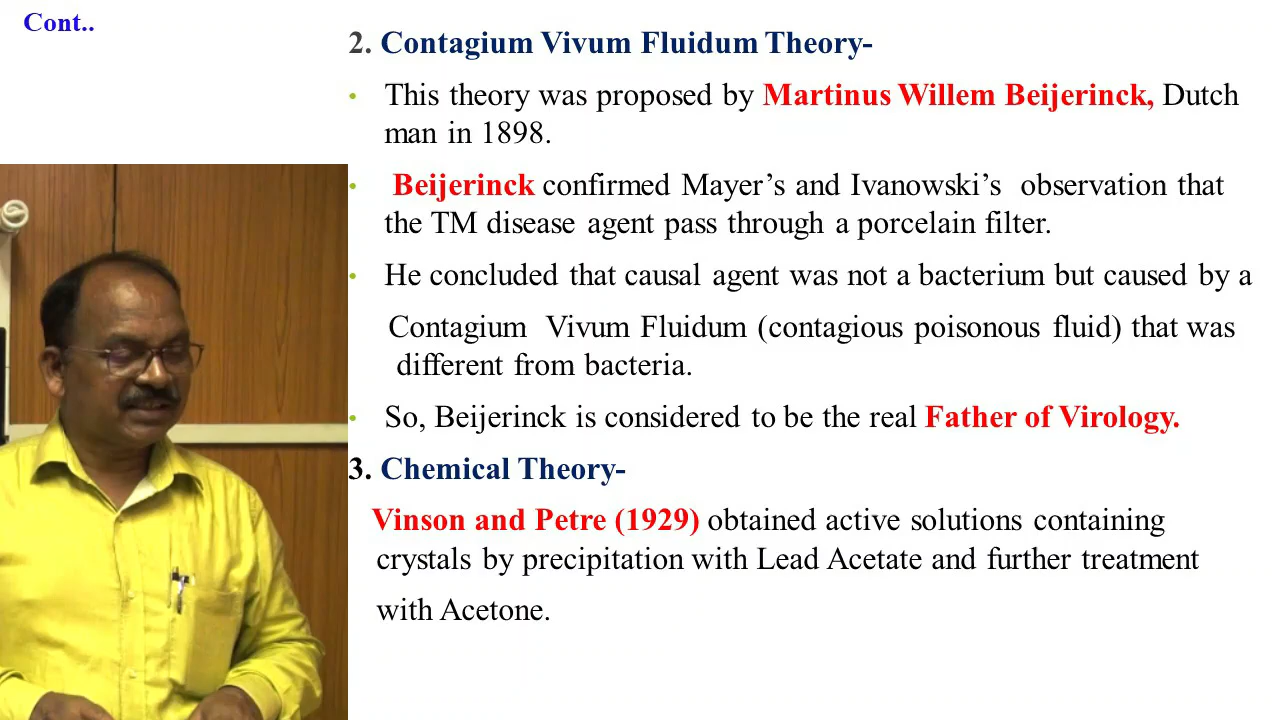 Cont..
2. Contagium Vivum Fluidum Theory-
• This theory was proposed by Martinus Willem Beijerinck, Dutch
man in 1898.
• Beijerinck confirmed Mayer’s and Ivanowski’s observation that
the TM disease agent pass through a porcelain filter.
• He concluded that causal agent was not a bacterium but caused by a
Contagium Vivum Fluidum (contagious poisonous fluid) that was
different from bacteria.
• So, Beijerinck is considered to be the real Father of Virology.
3. Chemical Theory-
Vinson and Petre (1929) obtained active solutions containing
crystals by precipitation with Lead Acetate and further treatment
with Acetone.